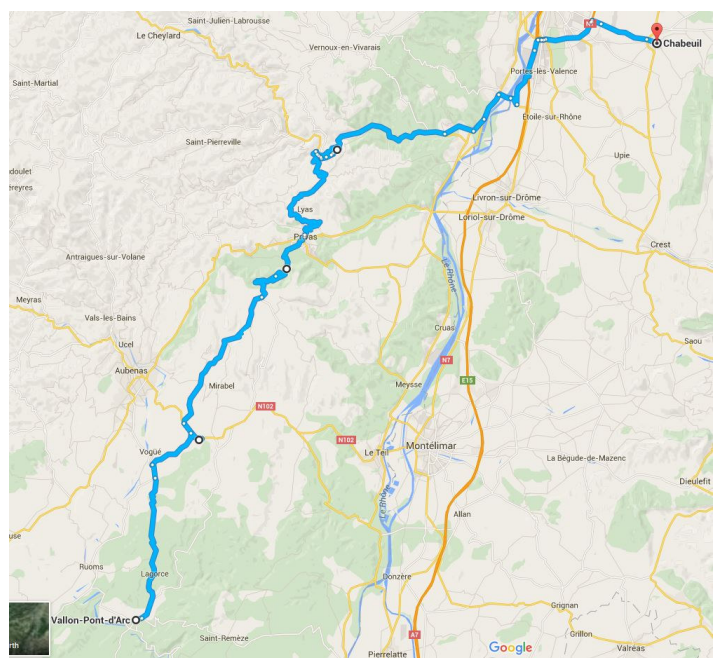 Saint-Julien-Labrousse
Le Cheylard
Vernoux-en-Vivarais
Chabeuil
Portes-lès-Valence
Saint-Martial
Étoile-sur-Rhône
Saint-Pierreville
Upie
Livron-sur-Drôme
Lyas
Loriol-sur-Drôme
Privas
Crest
Antraigues-sur-Volane
Le Rhône
Meyras
Vals-les-Bains
Cruas
Saou
Ucel
N7
Aubenas
E15
Mirabel
Meysse
N102
N102
Montélimar
Vogüé
Le Teil
La Bégude-de-Mazenc
Dieulefit
Le Rhône
Allan
Ruoms
Lagorce
Donzère
Grignan
Vallon-Pont-d'Arc
Saint-Remèze
A7
Grillon
Google
Valréas
Pierrelatte